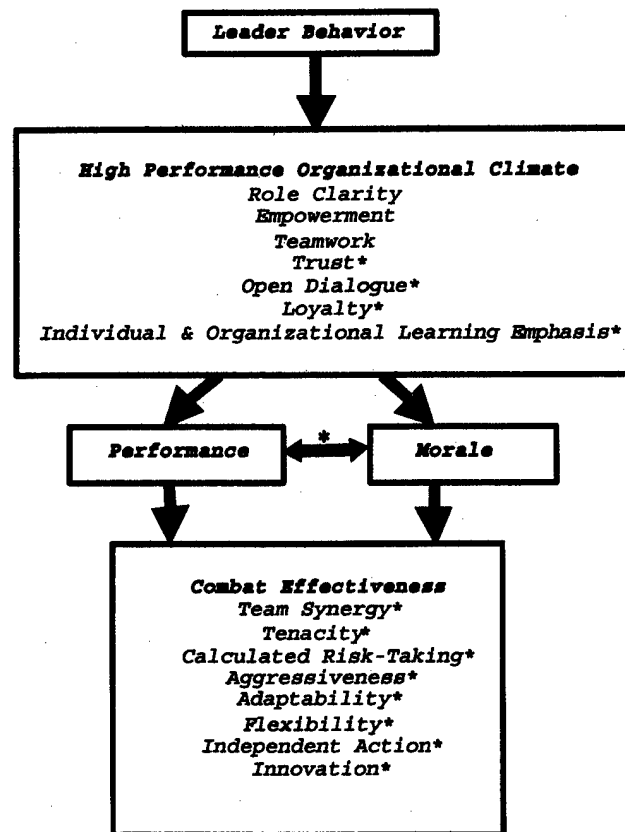 Leader Behavior
High Performance Organizational Climate
Role Clarity
Empowerment
Teamwork
Trust*
Open Dialogue*
Loyalty*
Individual & Organizational Learning Emphasis*
Performance
*
Morale
Combat Effectiveness
Team Synergy*
Tenacity*
Calculated Risk-Taking*
Aggressiveness*
Adaptability*
Flexibility*
Independent Action*
Innovation*